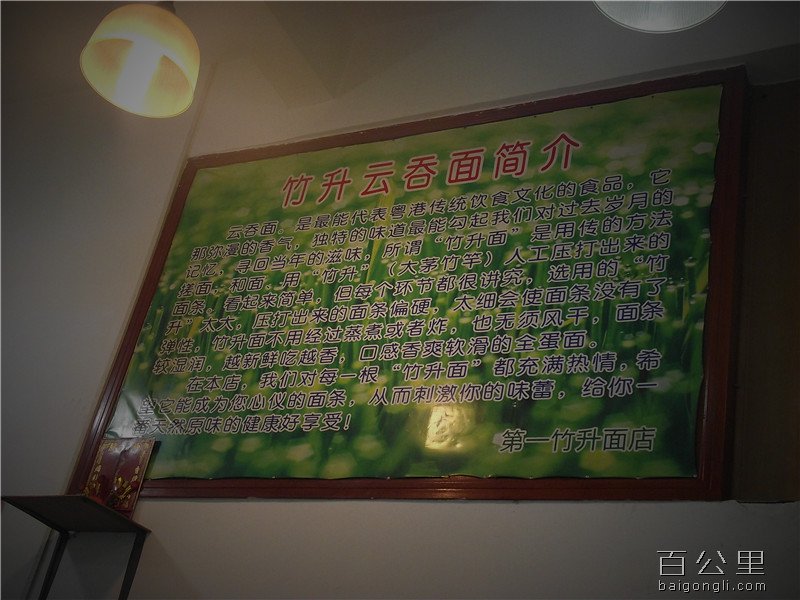 竹升云吞面简介
云吞面，是最能代表粤港传统饮食文化的食品，它
那弥漫的香气，独特的味道最能勾起我们对过去岁月的
记忆，寻回当年的滋味，所谓“竹升面”是用传的方法
搓面，和面，用“竹升”（大茅竹竿）人工压打出来的
面条，看起来简单，但每个环节都很讲究，选用的“竹
升”太大，压打出来的面条偏硬，太细会使面条没有了
弹性，竹升面不用经过蒸煮或者炸，也无须风干，面条
软湿润，越新鲜吃越香，口感香爽软滑的全蛋面。
在本店，我们对每一根“竹升面”都充满热情，希
望它能成为您心仪的面条，从而刺激你的味蕾，给你一
番天然原味的健康好享受！
第一竹升面店
百公里
baigongli.com